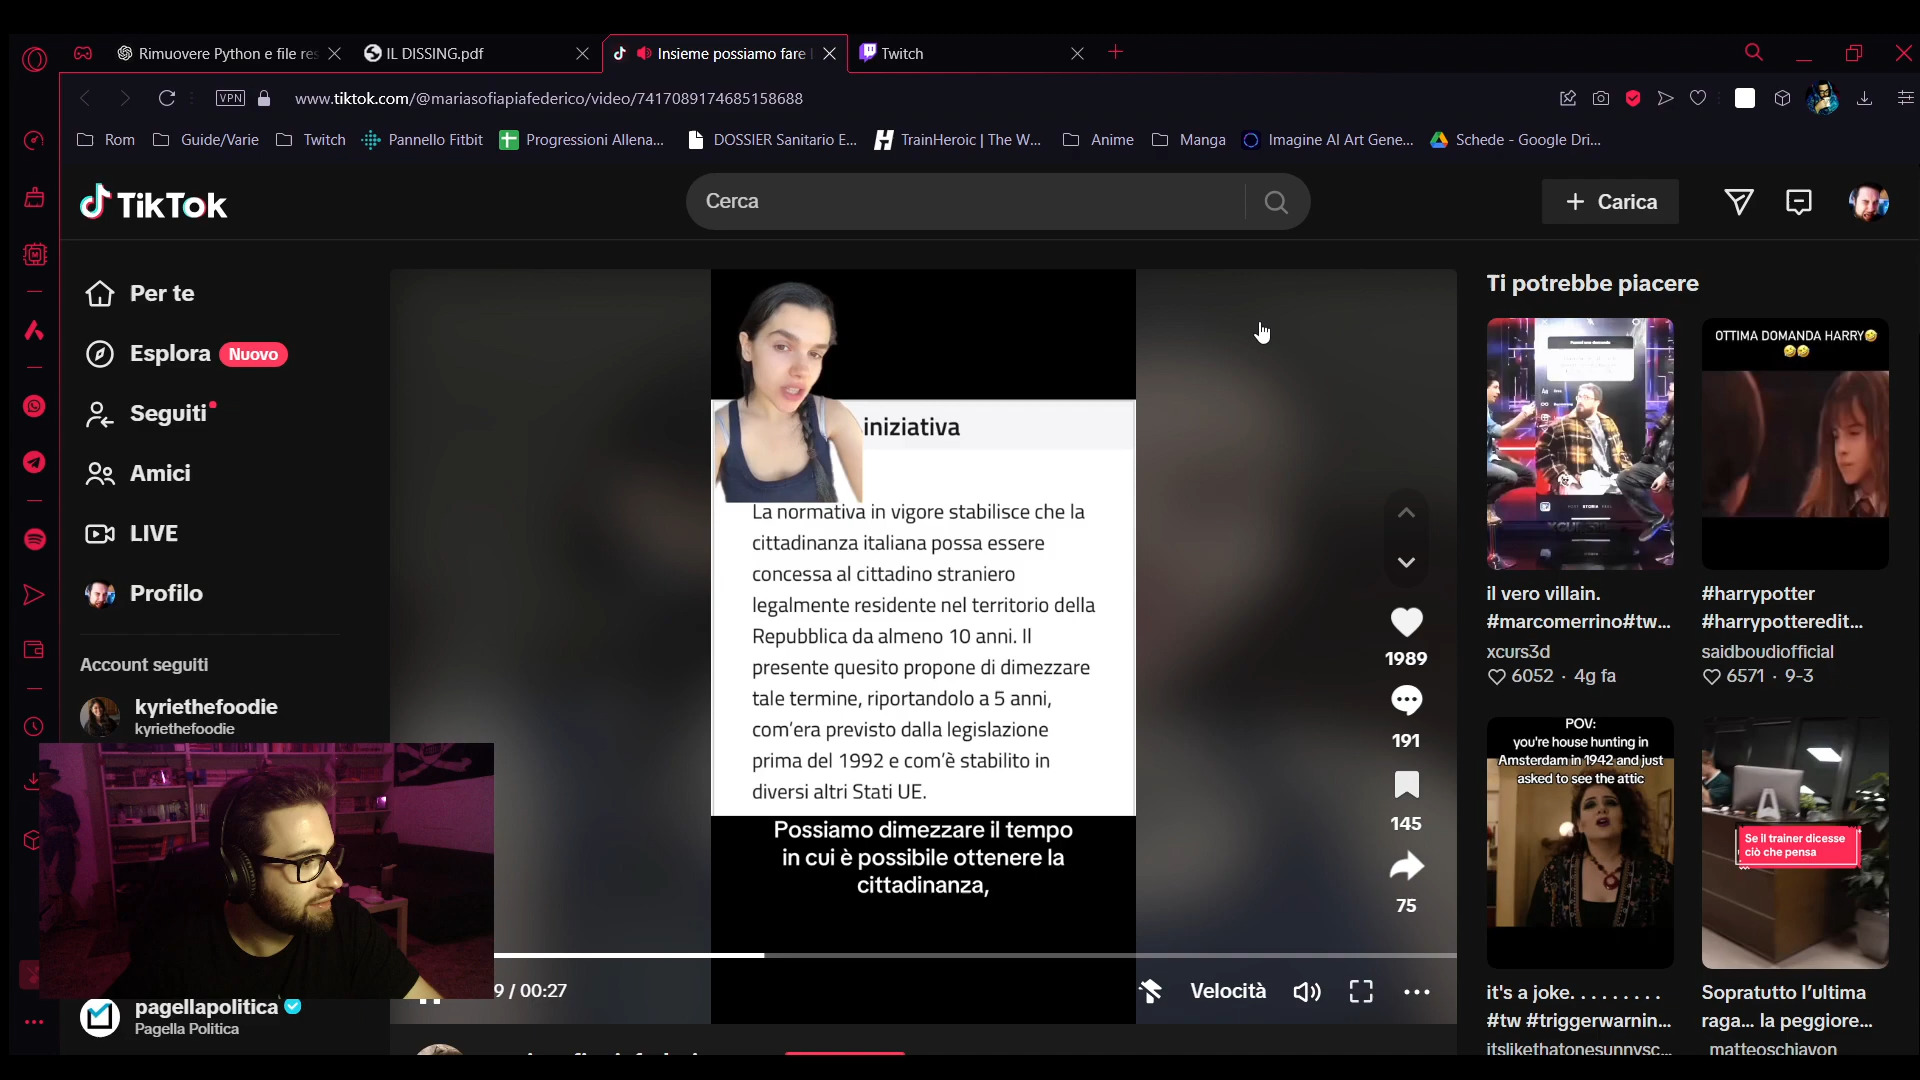 Rimuovere Python e file res
IL DISSING.pdf
Insieme possiamo fare
Twitch
VPN
www.tiktok.com/@mariasofiapiafederico/video/7417089174685158688
Rom
Guide/Varie
Twitch
Pannello Fitbit
Progressioni Allena...
DOSSIER Sanitario E...
TrainHeroic | The W...
Anime
Manga
Imagine AI Art Gene...
Schede - Google Dri...
TikTok
Cerca
Carica
Per te
Esplora
Nuovo
Seguiti
Amici
LIVE
Profilo
Account seguiti
kyriethefoodie
kyriethefoodie
pagellapolitica
Pagella Politica
iniziativa
La normativa in vigore stabilisce che la
cittadinanza italiana possa essere
concessa al cittadino straniero
legalmente residente nel territorio della
Repubblica da almeno 10 anni. Il
presente quesito propone di dimezzare
tale termine, riportandolo a 5 anni,
com'era previsto dalla legislazione
prima del 1992 e com'è stabilito in
diversi altri Stati UE.
Possiamo dimezzare il tempo
in cui è possibile ottenere la
cittadinanza,
1989
191
145
75
9 / 00:27
Velocità
Ti potrebbe piacere
il vero villain.
#marcomerrino#tw...
xcurs3d
6052 · 4g fa
OTTIMA DOMANDA HARRY🤣
🤣🤣
#harrypotter
#harrypotteredit...
saidboudiofficial
6571 · 9-3
POV:
you're house hunting in
Amsterdam in 1942 and just
asked to see the attic
it's a joke. . . . . . . . .
#tw #triggerwarnin...
itslikethatonesunnysc...
Se il trainer dicesse
ciò che pensa
Sopratutto l'ultima
raga... la peggiore...
matteoschiavon